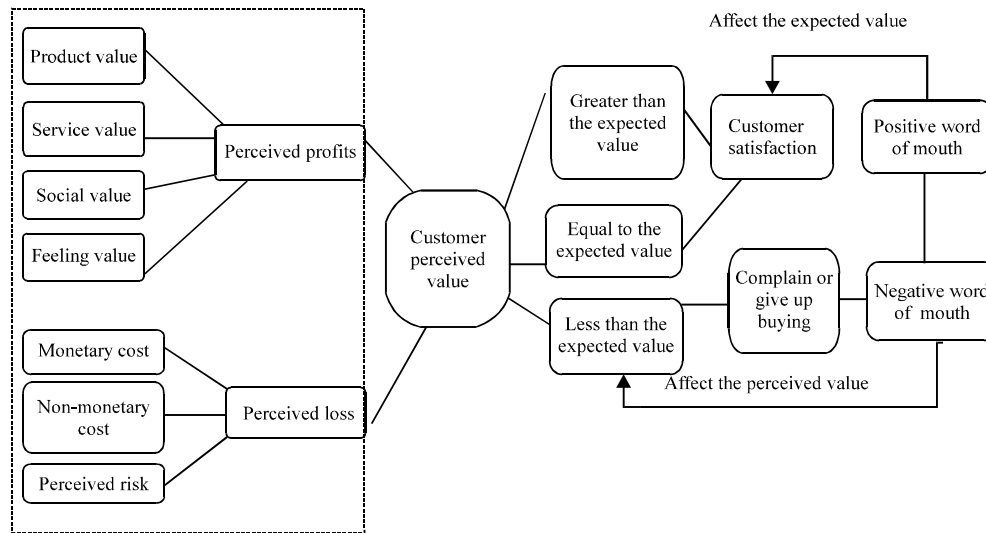 Affect the expected value
Product value
Service value
Social value
Feeling value
Perceived profits
Monetary cost
Non-monetary
cost
Perceived risk
Perceived loss
Customer
perceived
value
Greater than
the expected
value
Equal to the
expected value
Less than the
expected value
Customer
satisfaction
Complain or
give up
buying
Positive word
of mouth
Negative word
of mouth
Affect the perceived value